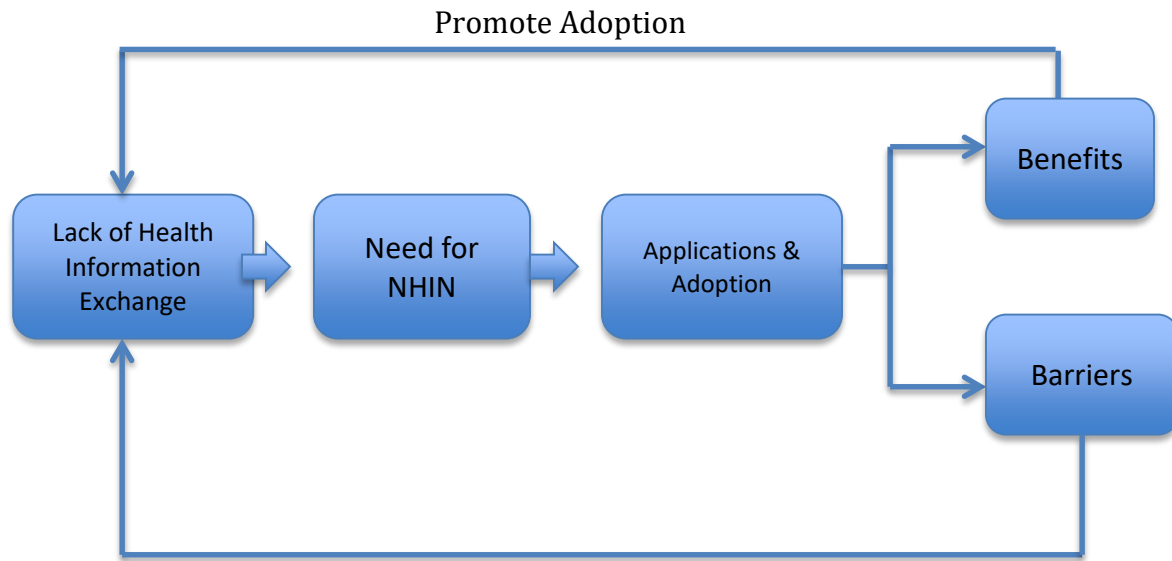 Promote Adoption
Benefits
Lack of Health
Information
Exchange
Need for
NHIN
Applications &
Adoption
Barriers